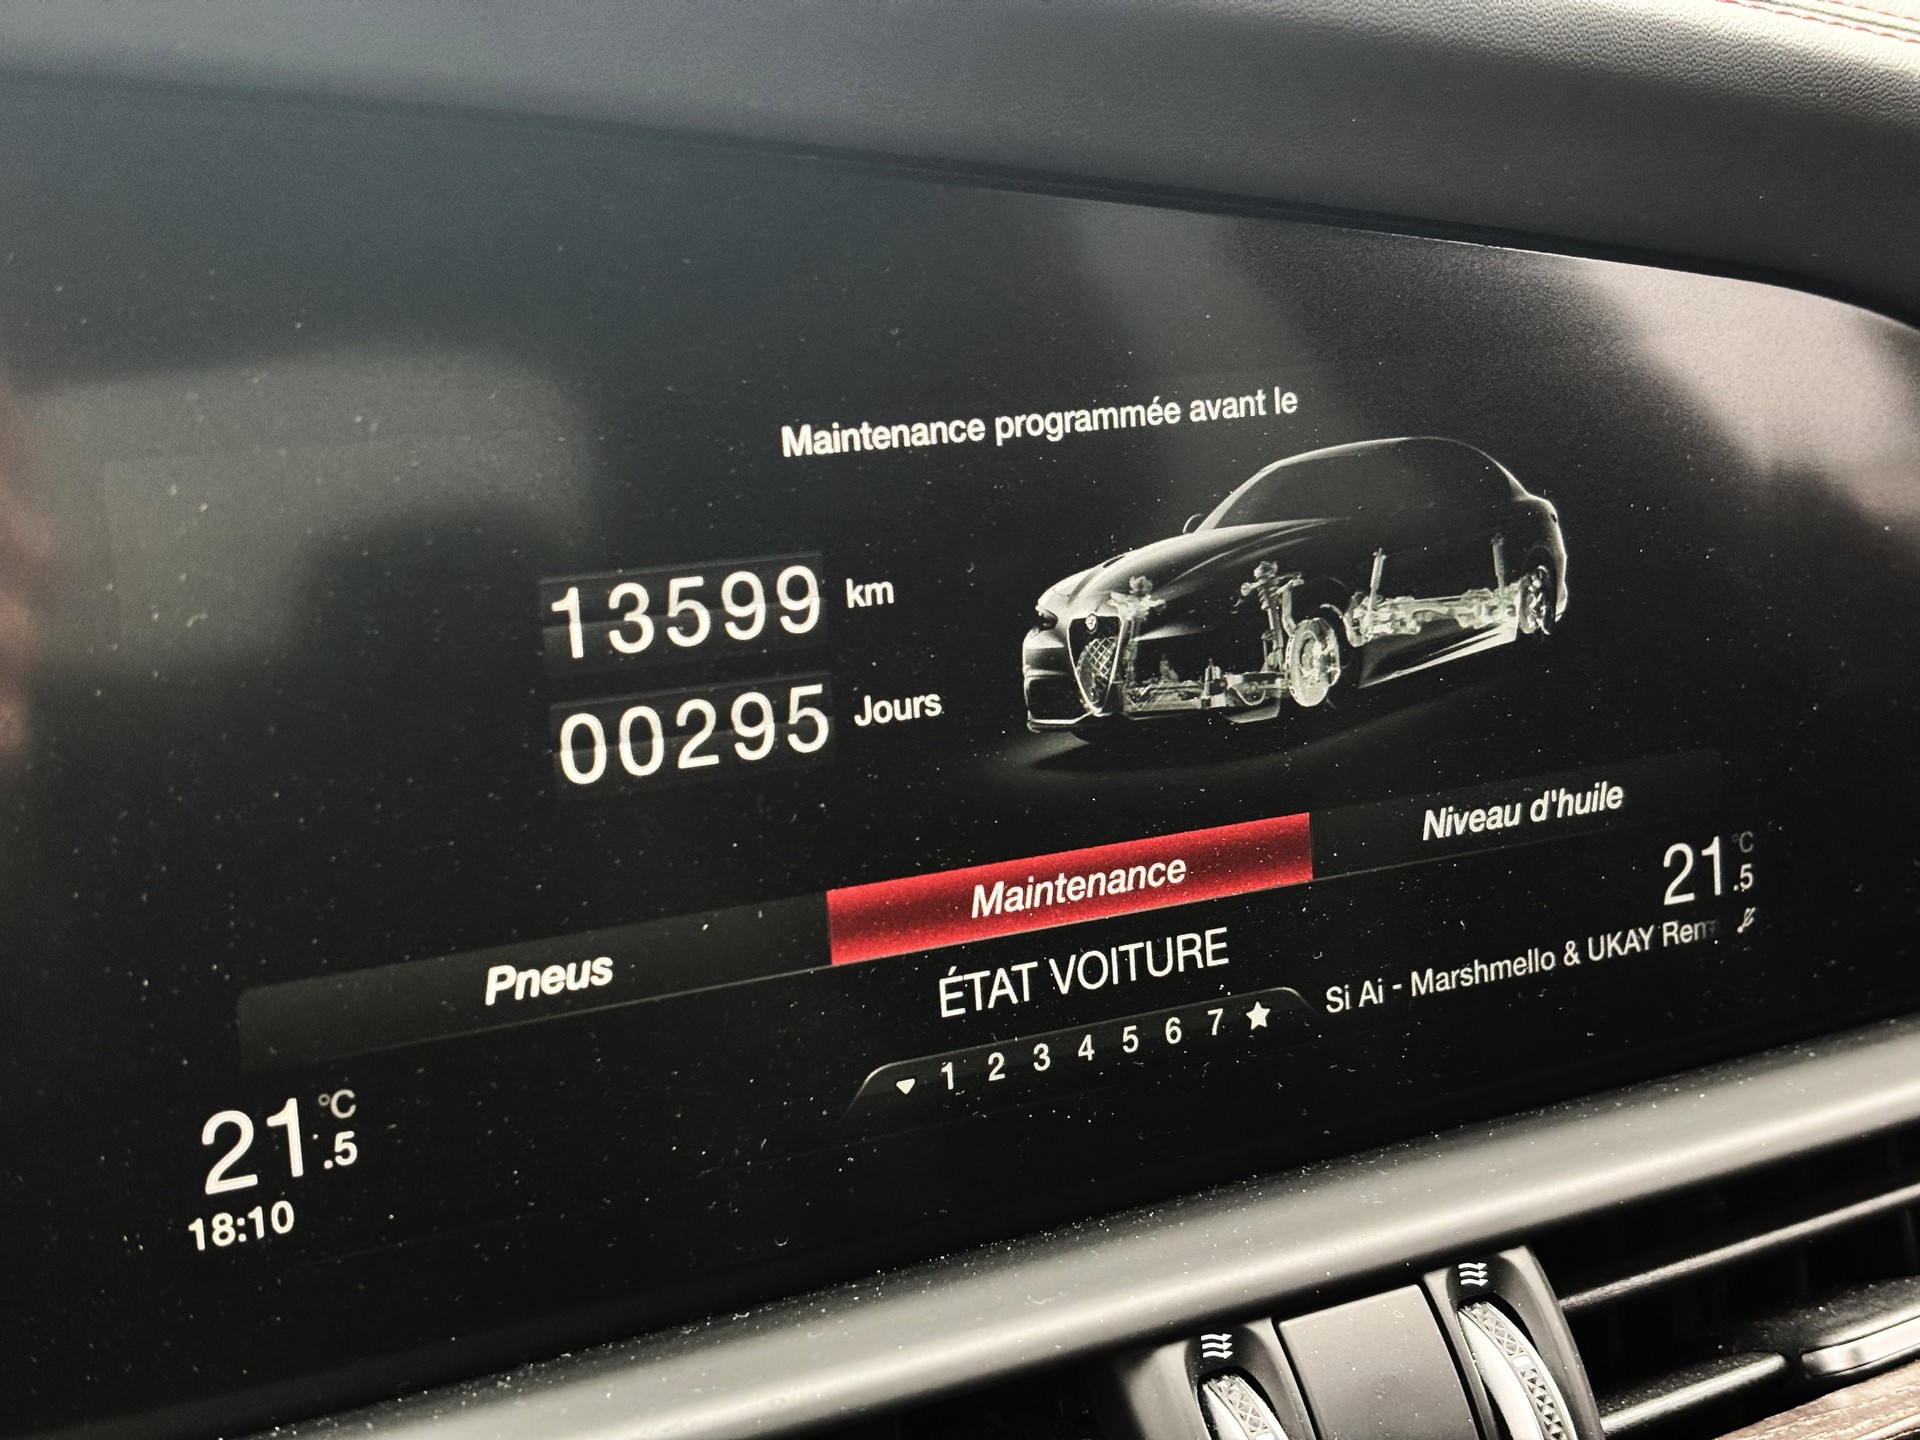 Maintenance programmée avant le
13599 km
00295 Jours
Pneus
Maintenance
Niveau d'huile
21.5 °C
ÉTAT VOITURE
Si Ai - Marshmello & UKAY
1 2 3 4 5 6 7
21.5 °C
18:10